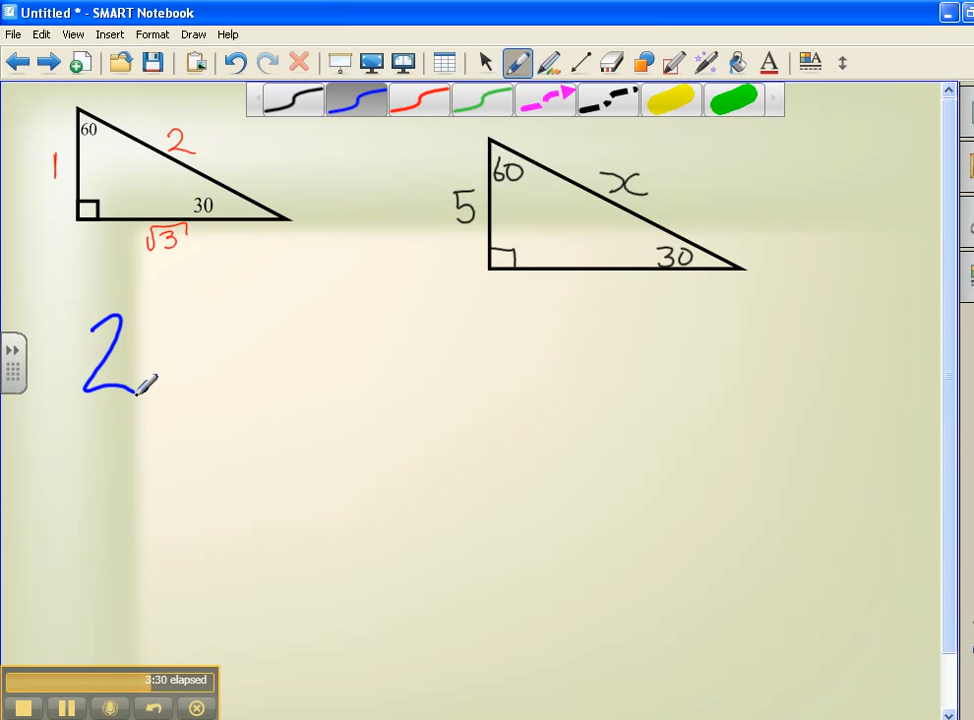 Untitled * - SMART Notebook
File Edit View Insert Format Draw Help
60
2
1
30
√3
60
x
5
30
2
3:30 elapsed